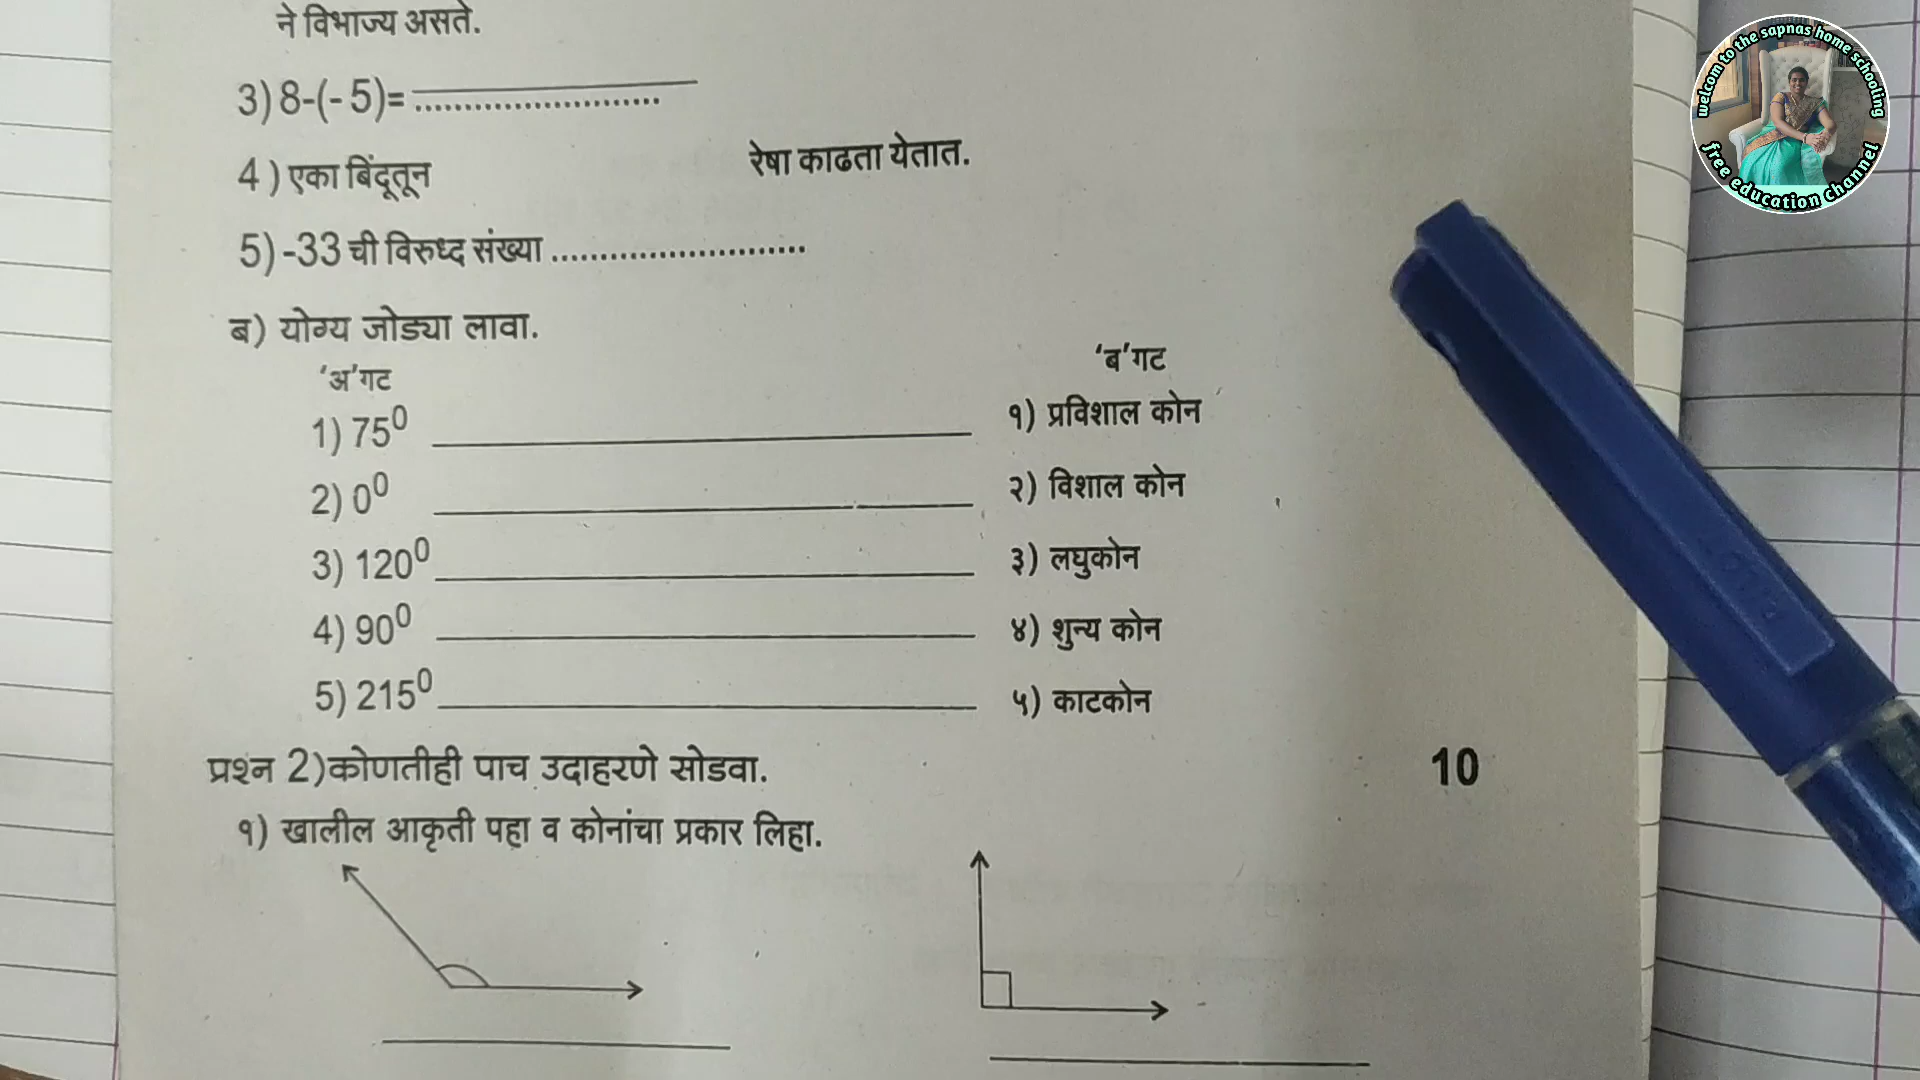 ने विभाज्य असते.
3) 8-(- 5)= ........................
4 ) एका बिंदूतून रेषा काढता येतात.
5) -33 ची विरुध्द संख्या ........................
ब) योग्य जोड्या लावा.
'अ'गट 'ब'गट
1) 75⁰ १) प्रविशाल कोन
2) 0⁰ २) विशाल कोन
3) 120⁰ ३) लघुकोन
4) 90⁰ ४) शुन्य कोन
5) 215⁰ ५) काटकोन
प्रश्न 2)कोणतीही पाच उदाहरणे सोडवा. 10
१) खालील आकृती पहा व कोनांचा प्रकार लिहा.
welcom to the sapnas home schooling
free education channel